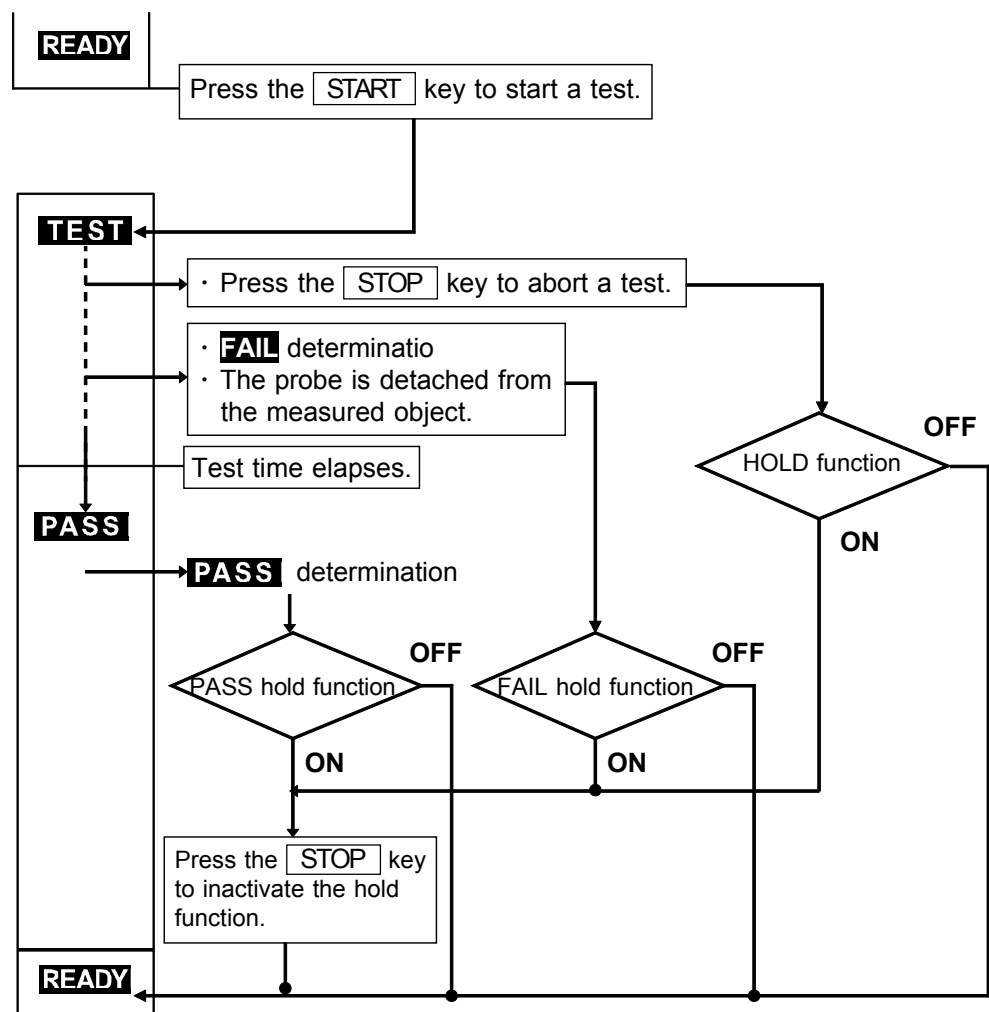 READY
Press the START key to start a test.
TEST
· Press the STOP key to abort a test.
· FAIL determinatio
· The probe is detached from
the measured object.
OFF
HOLD function
Test time elapses.
ON
PASS
PASS determination
OFF
OFF
PASS hold function
FAIL hold function
ON
ON
Press the STOP key
to inactivate the hold
function.
READY